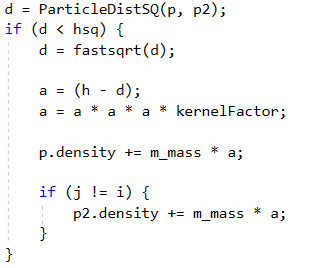 d = ParticleDistSQ(p, p2);
if (d < hsq) {
d = fastsqrt(d);
a = (h - d);
a = a * a * a * kernelFactor;
p.density += m_mass * a;
if (j != i) {
p2.density += m_mass * a;
}
}